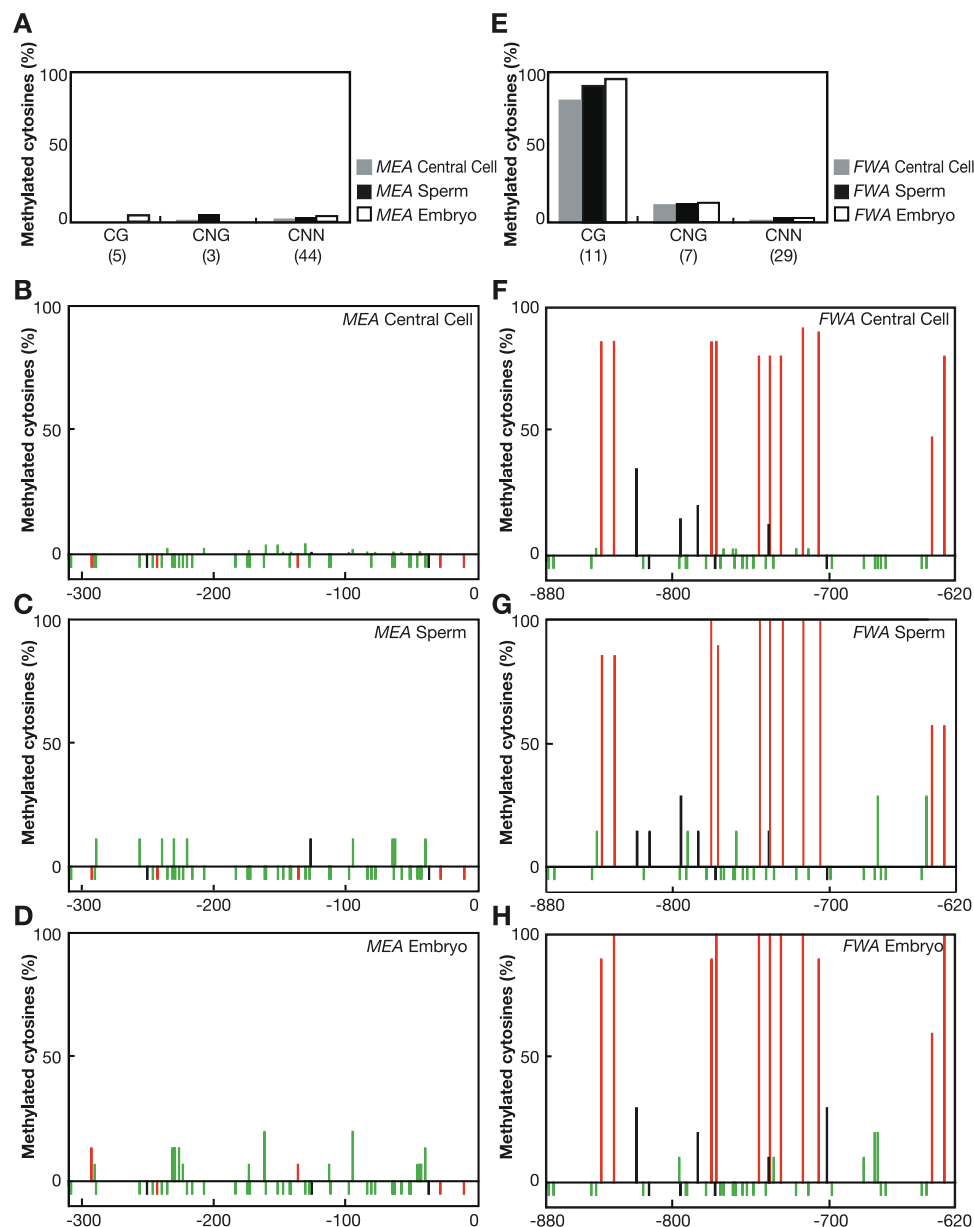 A
Methylated cytosines (%)
100
50
0
CG
(5)
CNG
(3)
CNN
(44)
MEA Central Cell
MEA Sperm
MEA Embryo
E
Methylated cytosines (%)
100
50
0
CG
(11)
CNG
(7)
CNN
(29)
FWA Central Cell
FWA Sperm
FWA Embryo
B
Methylated cytosines (%)
100
50
0
MEA Central Cell
-300
-200
-100
0
F
Methylated cytosines (%)
100
50
0
FWA Central Cell
-880
-800
-700
-620
C
Methylated cytosines (%)
100
50
0
MEA Sperm
-300
-200
-100
0
G
Methylated cytosines (%)
100
50
0
FWA Sperm
-880
-800
-700
-620
D
Methylated cytosines (%)
100
50
0
MEA Embryo
-300
-200
-100
0
H
Methylated cytosines (%)
100
50
0
FWA Embryo
-880
-800
-700
-620